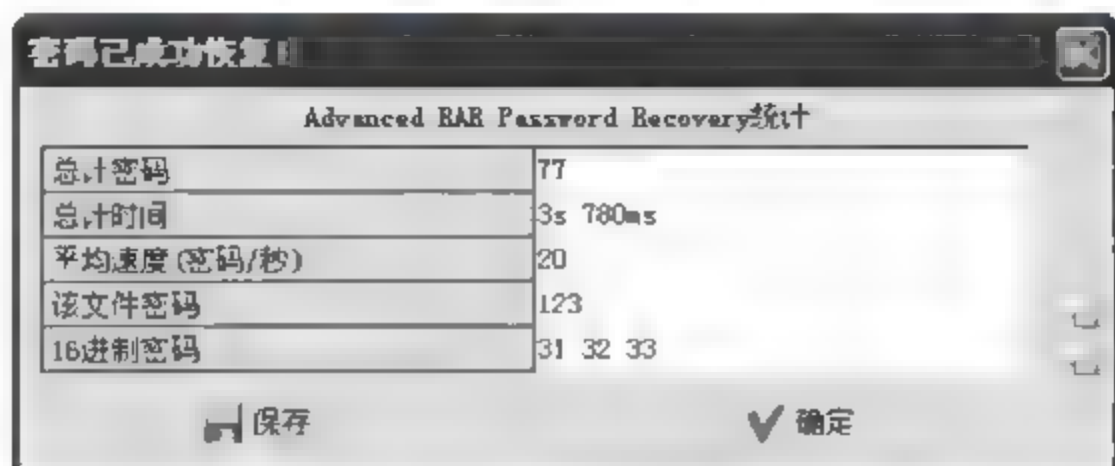 密码已成功恢复!
Advanced RAR Password Recovery统计
总计密码 77
总计时间 3s 780ms
平均速度(密码/秒) 20
该文件密码 123
16进制密码 31 32 33
保存 确定